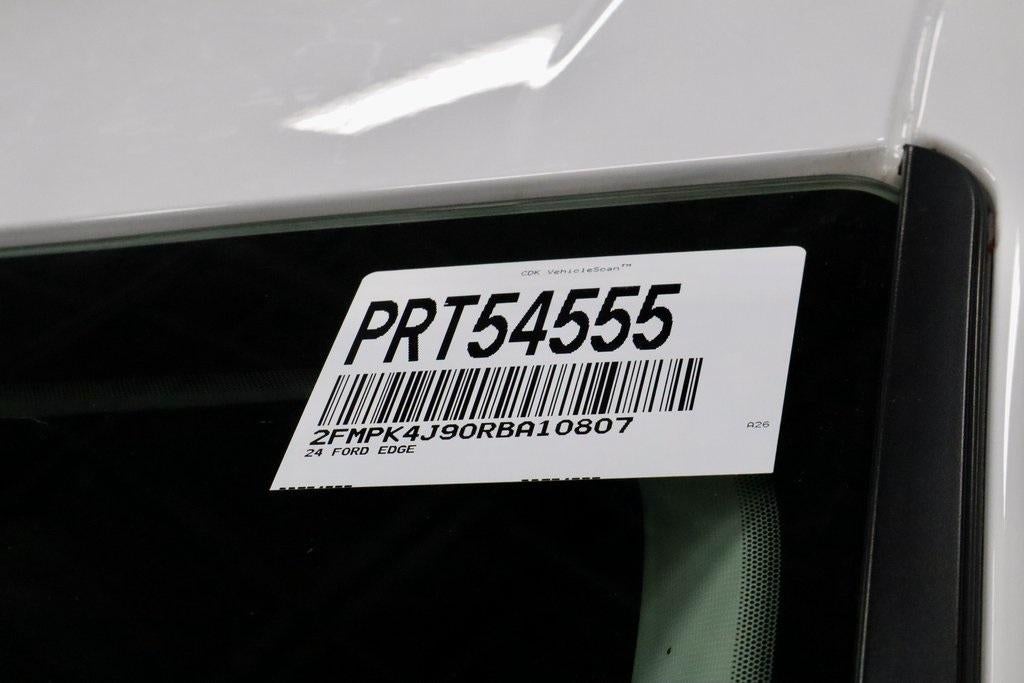 CDK VehicleScan™
PRT54555
2FMPK4J90RBA10807
24 FORD EDGE
A26